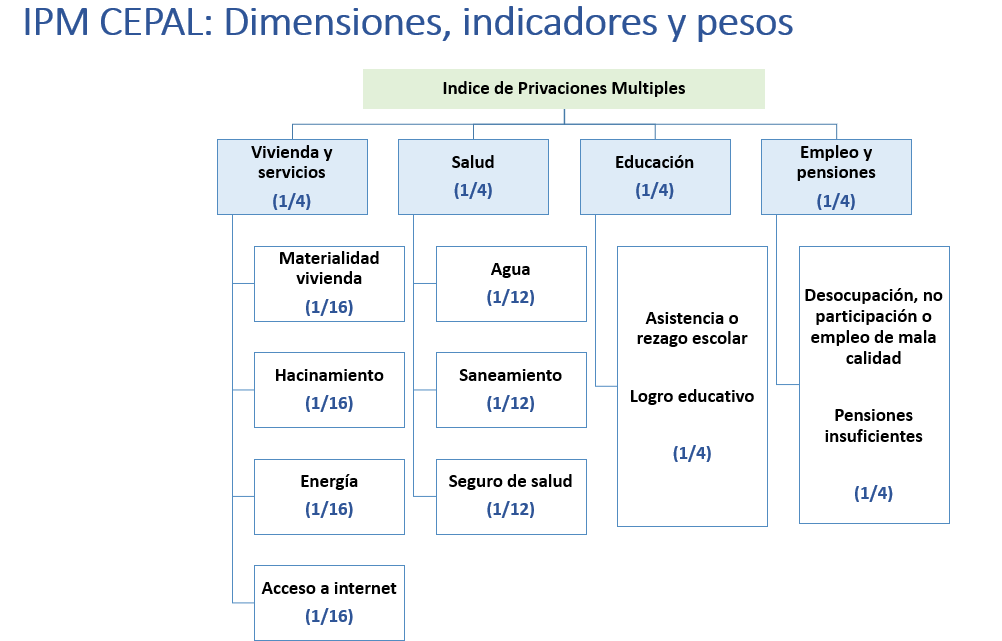 IPM CEPAL: Dimensiones, indicadores y pesos
Indice de Privaciones Multiples
Vivienda y
servicios
(1/4)
Salud
(1/4)
Educación
(1/4)
Empleo y
pensiones
(1/4)
Materialidad
vivienda
(1/16)
Hacinamiento
(1/16)
Energía
(1/16)
Acceso a internet
(1/16)
Agua
(1/12)
Saneamiento
(1/12)
Seguro de salud
(1/12)
Asistencia o
rezago escolar
Logro educativo
(1/4)
Desocupación, no
participación o
empleo de mala
calidad
Pensiones
insuficientes
(1/4)